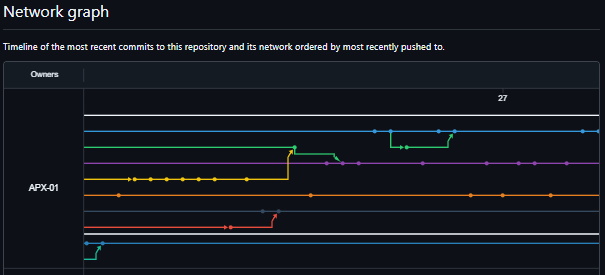 Network graph
Timeline of the most recent commits to this repository and its network ordered by most recently pushed to.
Owners
27
APX-01